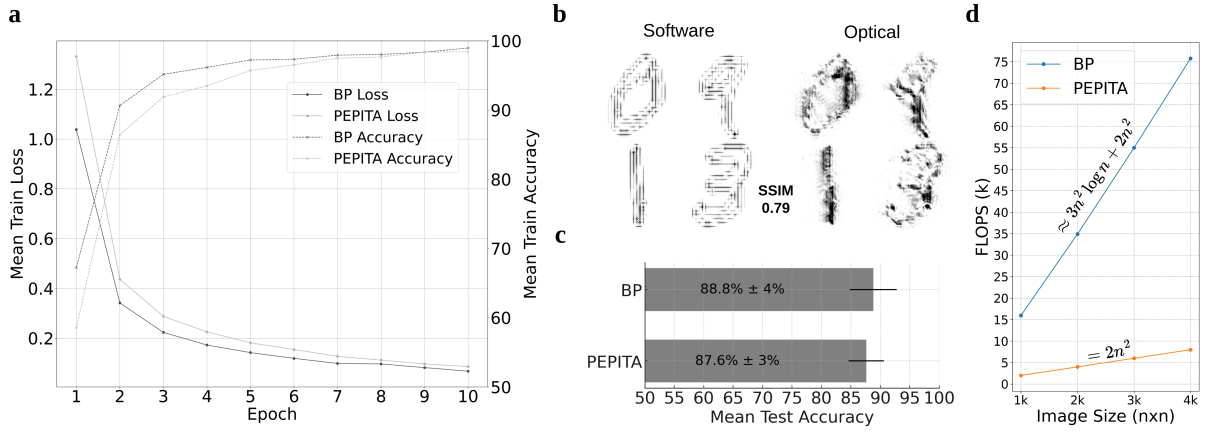 a
Mean Train Loss
1.2
1.0
0.8
0.6
0.4
0.2
100
90
80
70
60
50
Mean Train Accuracy
BP Loss
PEPITA Loss
BP Accuracy
PEPITA Accuracy
1 2 3 4 5 6 7 8 9 10
Epoch
b
Software
Optical
SSIM
0.79
c
BP
88.8% ± 4%
PEPITA
87.6% ± 3%
50 55 60 65 70 75 80 85 90 95 100
Mean Test Accuracy
d
BP
PEPITA
FLOPS (k)
75
70
65
60
55
50
45
40
35
30
25
20
15
10
5
0
≈ 3n² log n + 2n²
= 2n²
1k 2k 3k 4k
Image Size (nxn)